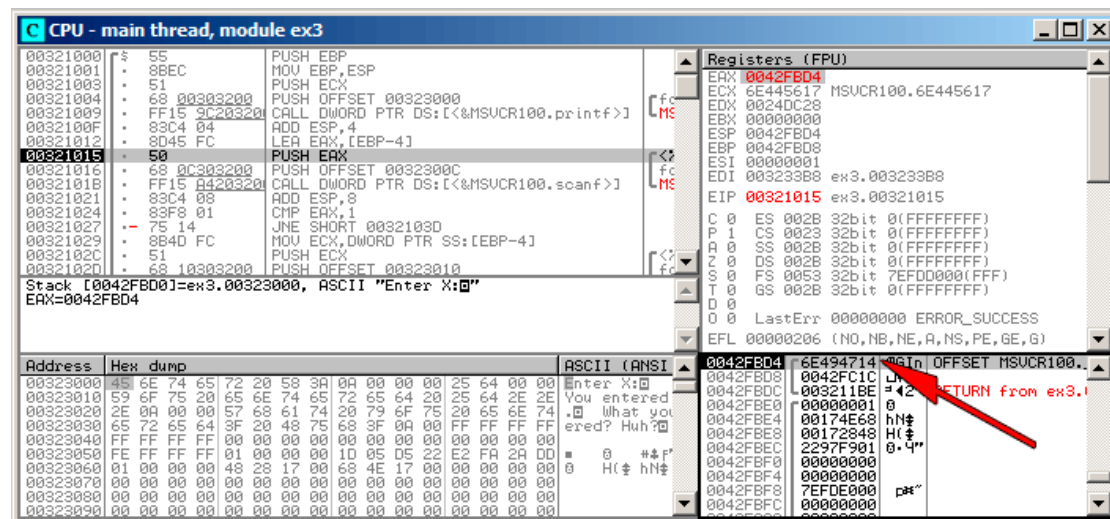 CPU - main thread, module ex3
00321000 $ 55 PUSH EBP
00321001 . 8BEC MOV EBP,ESP
00321003 . 51 PUSH ECX
00321004 . 68 00303200 PUSH OFFSET 00323000
00321009 . FF15 9C203200 CALL DWORD PTR DS:[<&MSVCR100.printf>]
0032100F . 83C4 04 ADD ESP,4
00321012 . 8D45 FC LEA EAX,[EBP-4]
00321015 . 50 PUSH EAX
00321016 . 68 0C303200 PUSH OFFSET 0032300C
0032101B . FF15 A4203200 CALL DWORD PTR DS:[<&MSVCR100.scanf>]
00321021 . 83C4 08 ADD ESP,8
00321024 . 83F8 01 CMP EAX,1
00321027 .- 75 14 JNE SHORT 0032103D
00321029 . 8B4D FC MOV ECX,DWORD PTR SS:[EBP-4]
0032102C . 51 PUSH ECX
0032102D . 68 10303200 PUSH OFFSET 00323010
Stack [0042FBD0]=ex3.00323000, ASCII "Enter X:"
EAX=0042FBD4
Registers (FPU)
EAX 0042FBD4
ECX 6E445617 MSVCR100.6E445617
EDX 0024DC28
EBX 00000000
ESP 0042FBD4
EBP 0042FBD8
ESI 00000001
EDI 003233B8 ex3.003233B8
EIP 00321015 ex3.00321015
C 0 ES 002B 32bit 0(FFFFFFFF)
P 1 CS 0023 32bit 0(FFFFFFFF)
A 0 SS 002B 32bit 0(FFFFFFFF)
Z 0 DS 002B 32bit 0(FFFFFFFF)
S 0 FS 0053 32bit 7EFDD000(FFF)
T 0 GS 002B 32bit 0(FFFFFFFF)
D 0
O 0 LastErr 00000000 ERROR_SUCCESS
EFL 00000206 (NO,NB,NE,A,NS,PE,GE,G)
Address Hex dump ASCII (ANSI
00323000 45 6E 74 65 72 20 58 3A 0A 00 00 00 25 64 00 00 Enter X:
00323010 59 6F 75 20 65 6E 74 65 72 65 64 20 25 64 2E 2E You entered
00323020 2E 0A 00 00 57 68 61 74 20 79 6F 75 20 65 6E 74 . What you
00323030 65 72 65 64 3F 20 48 75 68 3F 0A 00 FF FF FF FF ered? Huh?
00323040 FF FF FF FF 00 00 00 00 00 00 00 00 00 00 00 00
00323050 FE FF FF FF 01 00 00 00 1D 05 D5 22 E2 FA 2A DD
00323060 01 00 00 00 48 28 17 00 68 4E 17 00 00 00 00 00
00323070 00 00 00 00 00 00 00 00 00 00 00 00 00 00 00 00
00323080 00 00 00 00 00 00 00 00 00 00 00 00 00 00 00 00
00323090 00 00 00 00 00 00 00 00 00 00 00 00 00 00 00 00
0042FBD4 6E494714 GIn OFFSET MSVCR100.
0042FBD8 0042FC1C
0042FBDC 003211BE RETURN from ex3.
0042FBE0 00000001
0042FBE4 00174E68 hN
0042FBE8 00172848 H(
0042FBEC 2297F901
0042FBF0 00000000
0042FBF4 00000000
0042FBF8 7EFDE000
0042FBFC 00000000